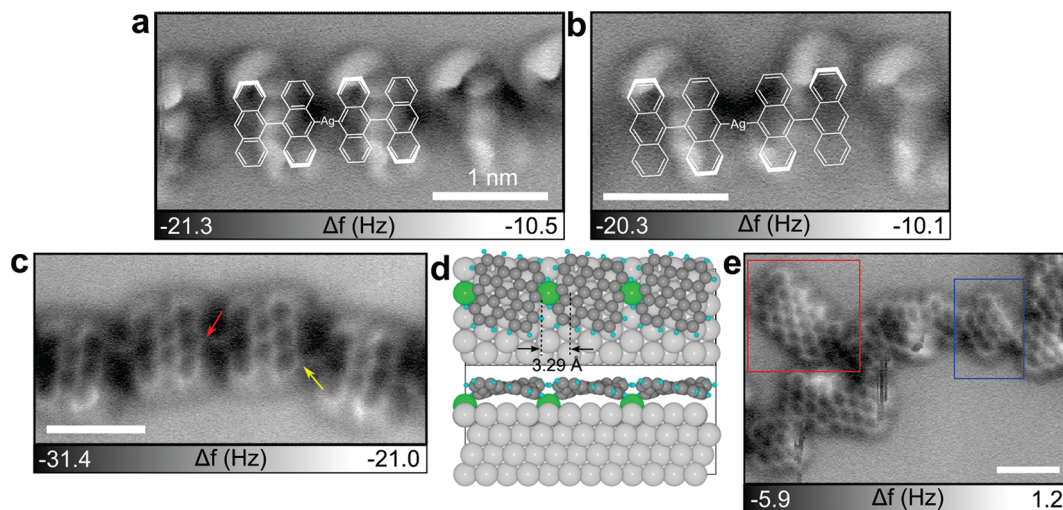 a
b
Ag
Ag
1 nm
-21.3 Δf (Hz) -10.5
-20.3 Δf (Hz) -10.1
c
d
e
3.29 Å
-31.4 Δf (Hz) -21.0
-5.9 Δf (Hz) 1.2